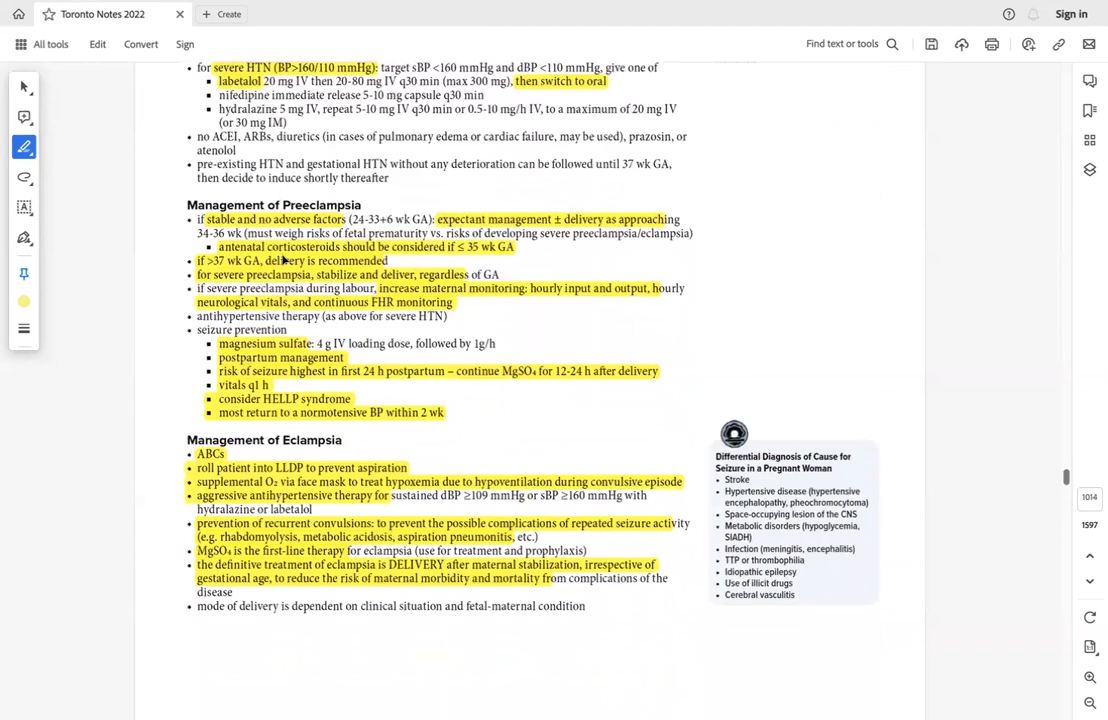 Toronto Notes 2022
Create
Sign in
All tools
Edit
Convert
Sign
Find text or tools
• for severe HTN (BP>160/110 mmHg): target sBP <160 mmHg and dBP <110 mmHg, give one of
▪ labetalol 20 mg IV then 20-80 mg IV q30 min (max 300 mg), then switch to oral
▪ nifedipine immediate release 5-10 mg capsule q30 min
▪ hydralazine 5 mg IV, repeat 5-10 mg IV q30 min or 0.5-10 mg/h IV, to a maximum of 20 mg IV
(or 30 mg IM)
• no ACEI, ARBs, diuretics (in cases of pulmonary edema or cardiac failure, may be used), prazosin, or
atenolol
• pre-existing HTN and gestational HTN without any deterioration can be followed until 37 wk GA,
then decide to induce shortly thereafter
Management of Preeclampsia
• if stable and no adverse factors (24-33+6 wk GA): expectant management ± delivery as approaching
34-36 wk (must weigh risks of fetal prematurity vs. risks of developing severe preeclampsia/eclampsia)
▪ antenatal corticosteroids should be considered if ≤ 35 wk GA
• if >37 wk GA, delivery is recommended
• for severe preeclampsia, stabilize and deliver, regardless of GA
• if severe preeclampsia during labour, increase maternal monitoring: hourly input and output, hourly
neurological vitals, and continuous FHR monitoring
• antihypertensive therapy (as above for severe HTN)
• seizure prevention
▪ magnesium sulfate: 4 g IV loading dose, followed by 1g/h
▪ postpartum management
▪ risk of seizure highest in first 24 h postpartum – continue MgSO₄ for 12-24 h after delivery
▪ vitals q1 h
▪ consider HELLP syndrome
▪ most return to a normotensive BP within 2 wk
Management of Eclampsia
• ABCs
• roll patient into LLDP to prevent aspiration
• supplemental O₂ via face mask to treat hypoxemia due to hypoventilation during convulsive episode
• aggressive antihypertensive therapy for sustained dBP ≥109 mmHg or sBP ≥160 mmHg with
hydralazine or labetalol
• prevention of recurrent convulsions: to prevent the possible complications of repeated seizure activity
(e.g. rhabdomyolysis, metabolic acidosis, aspiration pneumonitis, etc.)
• MgSO₄ is the first-line therapy for eclampsia (use for treatment and prophylaxis)
• the definitive treatment of eclampsia is DELIVERY after maternal stabilization, irrespective of
gestational age, to reduce the risk of maternal morbidity and mortality from complications of the
disease
• mode of delivery is dependent on clinical situation and fetal-maternal condition
Differential Diagnosis of Cause for
Seizure in a Pregnant Woman
• Stroke
• Hypertensive disease (hypertensive
encephalopathy, pheochromocytoma)
• Space-occupying lesion of the CNS
• Metabolic disorders (hypoglycemia,
SIADH)
• Infection (meningitis, encephalitis)
• TTP or thrombophilia
• Idiopathic epilepsy
• Use of illicit drugs
• Cerebral vasculitis
1014
1597